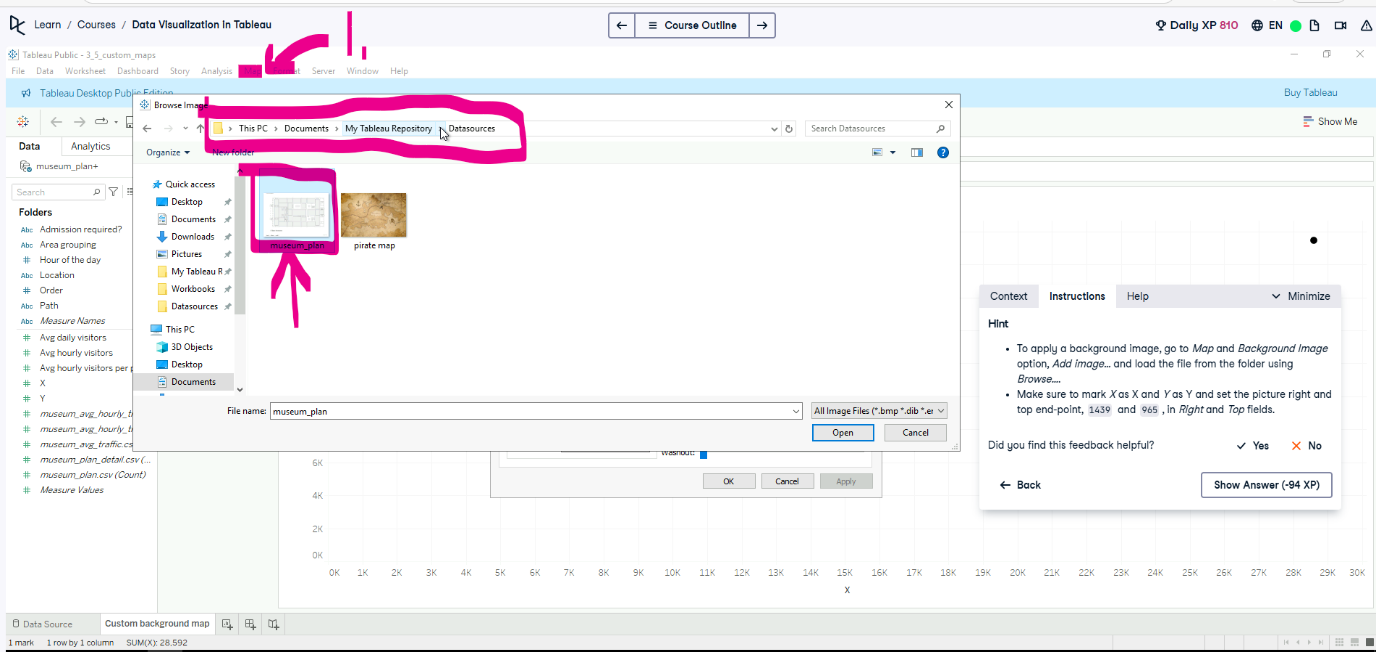 Learn / Courses / Data Visualization in Tableau
Course Outline
Daily XP 810
EN
Tableau Public - 3_5_custom_maps
File Data Worksheet Dashboard Story Analysis Server Window Help
Tableau Desktop Public Edition
Buy Tableau
Browse Image
This PC > Documents > My Tableau Repository > Datasources
Search Datasources
Show Me
Data Analytics
Organize New folder
museum_plan+
Search
Quick access
Desktop
Documents
Downloads
Pictures
My Tableau R
Workbooks
Datasources
This PC
3D Objects
Desktop
Documents
museum_plan pirate map
Folders
Abc Admission required?
Abc Area grouping
# Hour of the day
Abc Location
# Order
Abc Path
Abc Measure Names
# Avg daily visitors
# Avg hourly visitors
# Avg hourly visitors per p
# X
# Y
# museum_avg_hourly_tr
# museum_avg_hourly_tr
# museum_avg_traffic.cs
# museum_plan_detail.csv (...
# museum_plan.csv (Count)
# Measure Values
File name: museum_plan
All Image Files (*.bmp *.dib *.er
Open Cancel
Washout:
OK Cancel Apply
Context Instructions Help Minimize
Hint
• To apply a background image, go to Map and Background Image
option, Add image... and load the file from the folder using
Browse....
• Make sure to mark X as X and Y as Y and set the picture right and
top end-point, 1439 and 965 , in Right and Top fields.
Did you find this feedback helpful? Yes No
Back
Show Answer (-94 XP)
6K
4K
2K
0K
0K 1K 2K 3K 4K 5K 6K 7K 8K 9K 10K 11K 12K 13K 14K 15K 16K 17K 18K 19K 20K 21K 22K 23K 24K 25K 26K 27K 28K 29K 30K
X
Data Source Custom background map
1 mark 1 row by 1 column SUM(X): 28.592